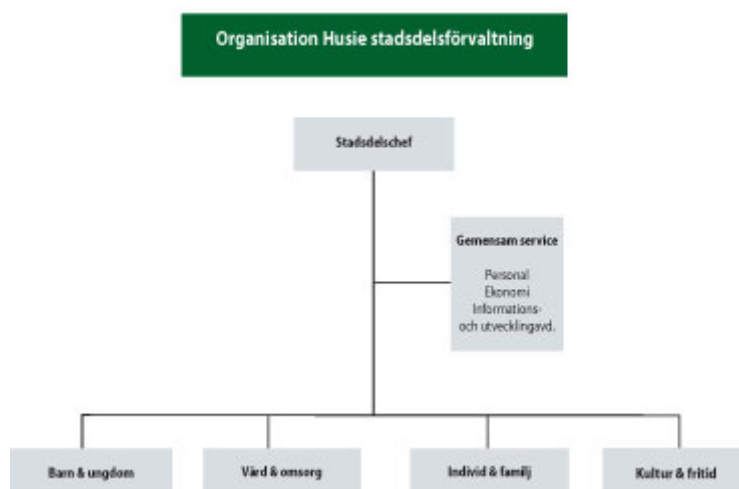 Organisation Husie stadsdelsförvaltning
Stadsdelschef
Gemensam service
Personal
Ekonomi
Informations-
och utvecklingavd.
Barn & ungdom
Vård & omsorg
Individ & familj
Kultur & fritid